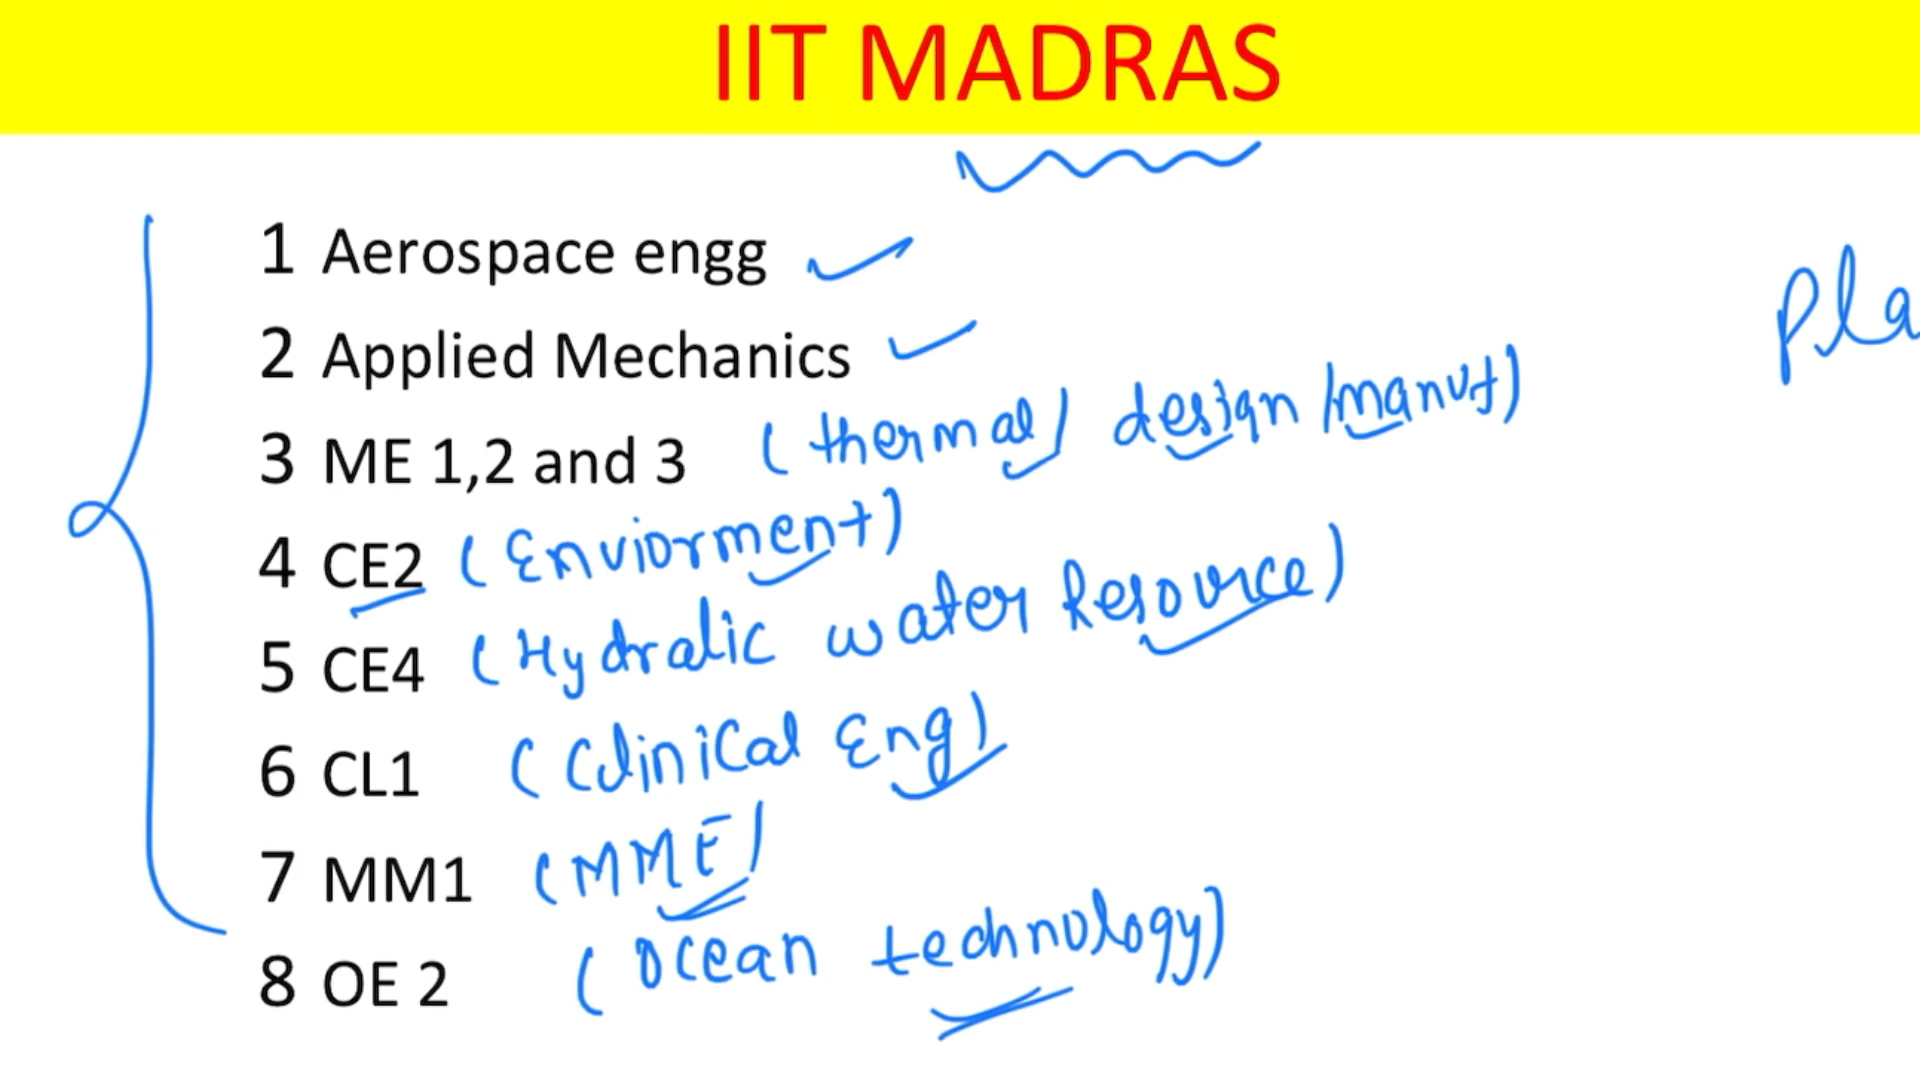 IIT MADRAS
1 Aerospace engg
2 Applied Mechanics
3 ME 1,2 and 3 (thermal/ design/manuf)
4 CE2 (Enviorment)
5 CE4 (Hydralic water Resource)
6 CL1 (Clinical Eng)
7 MM1 (MME)
8 OE 2 (Ocean technology)
Pla